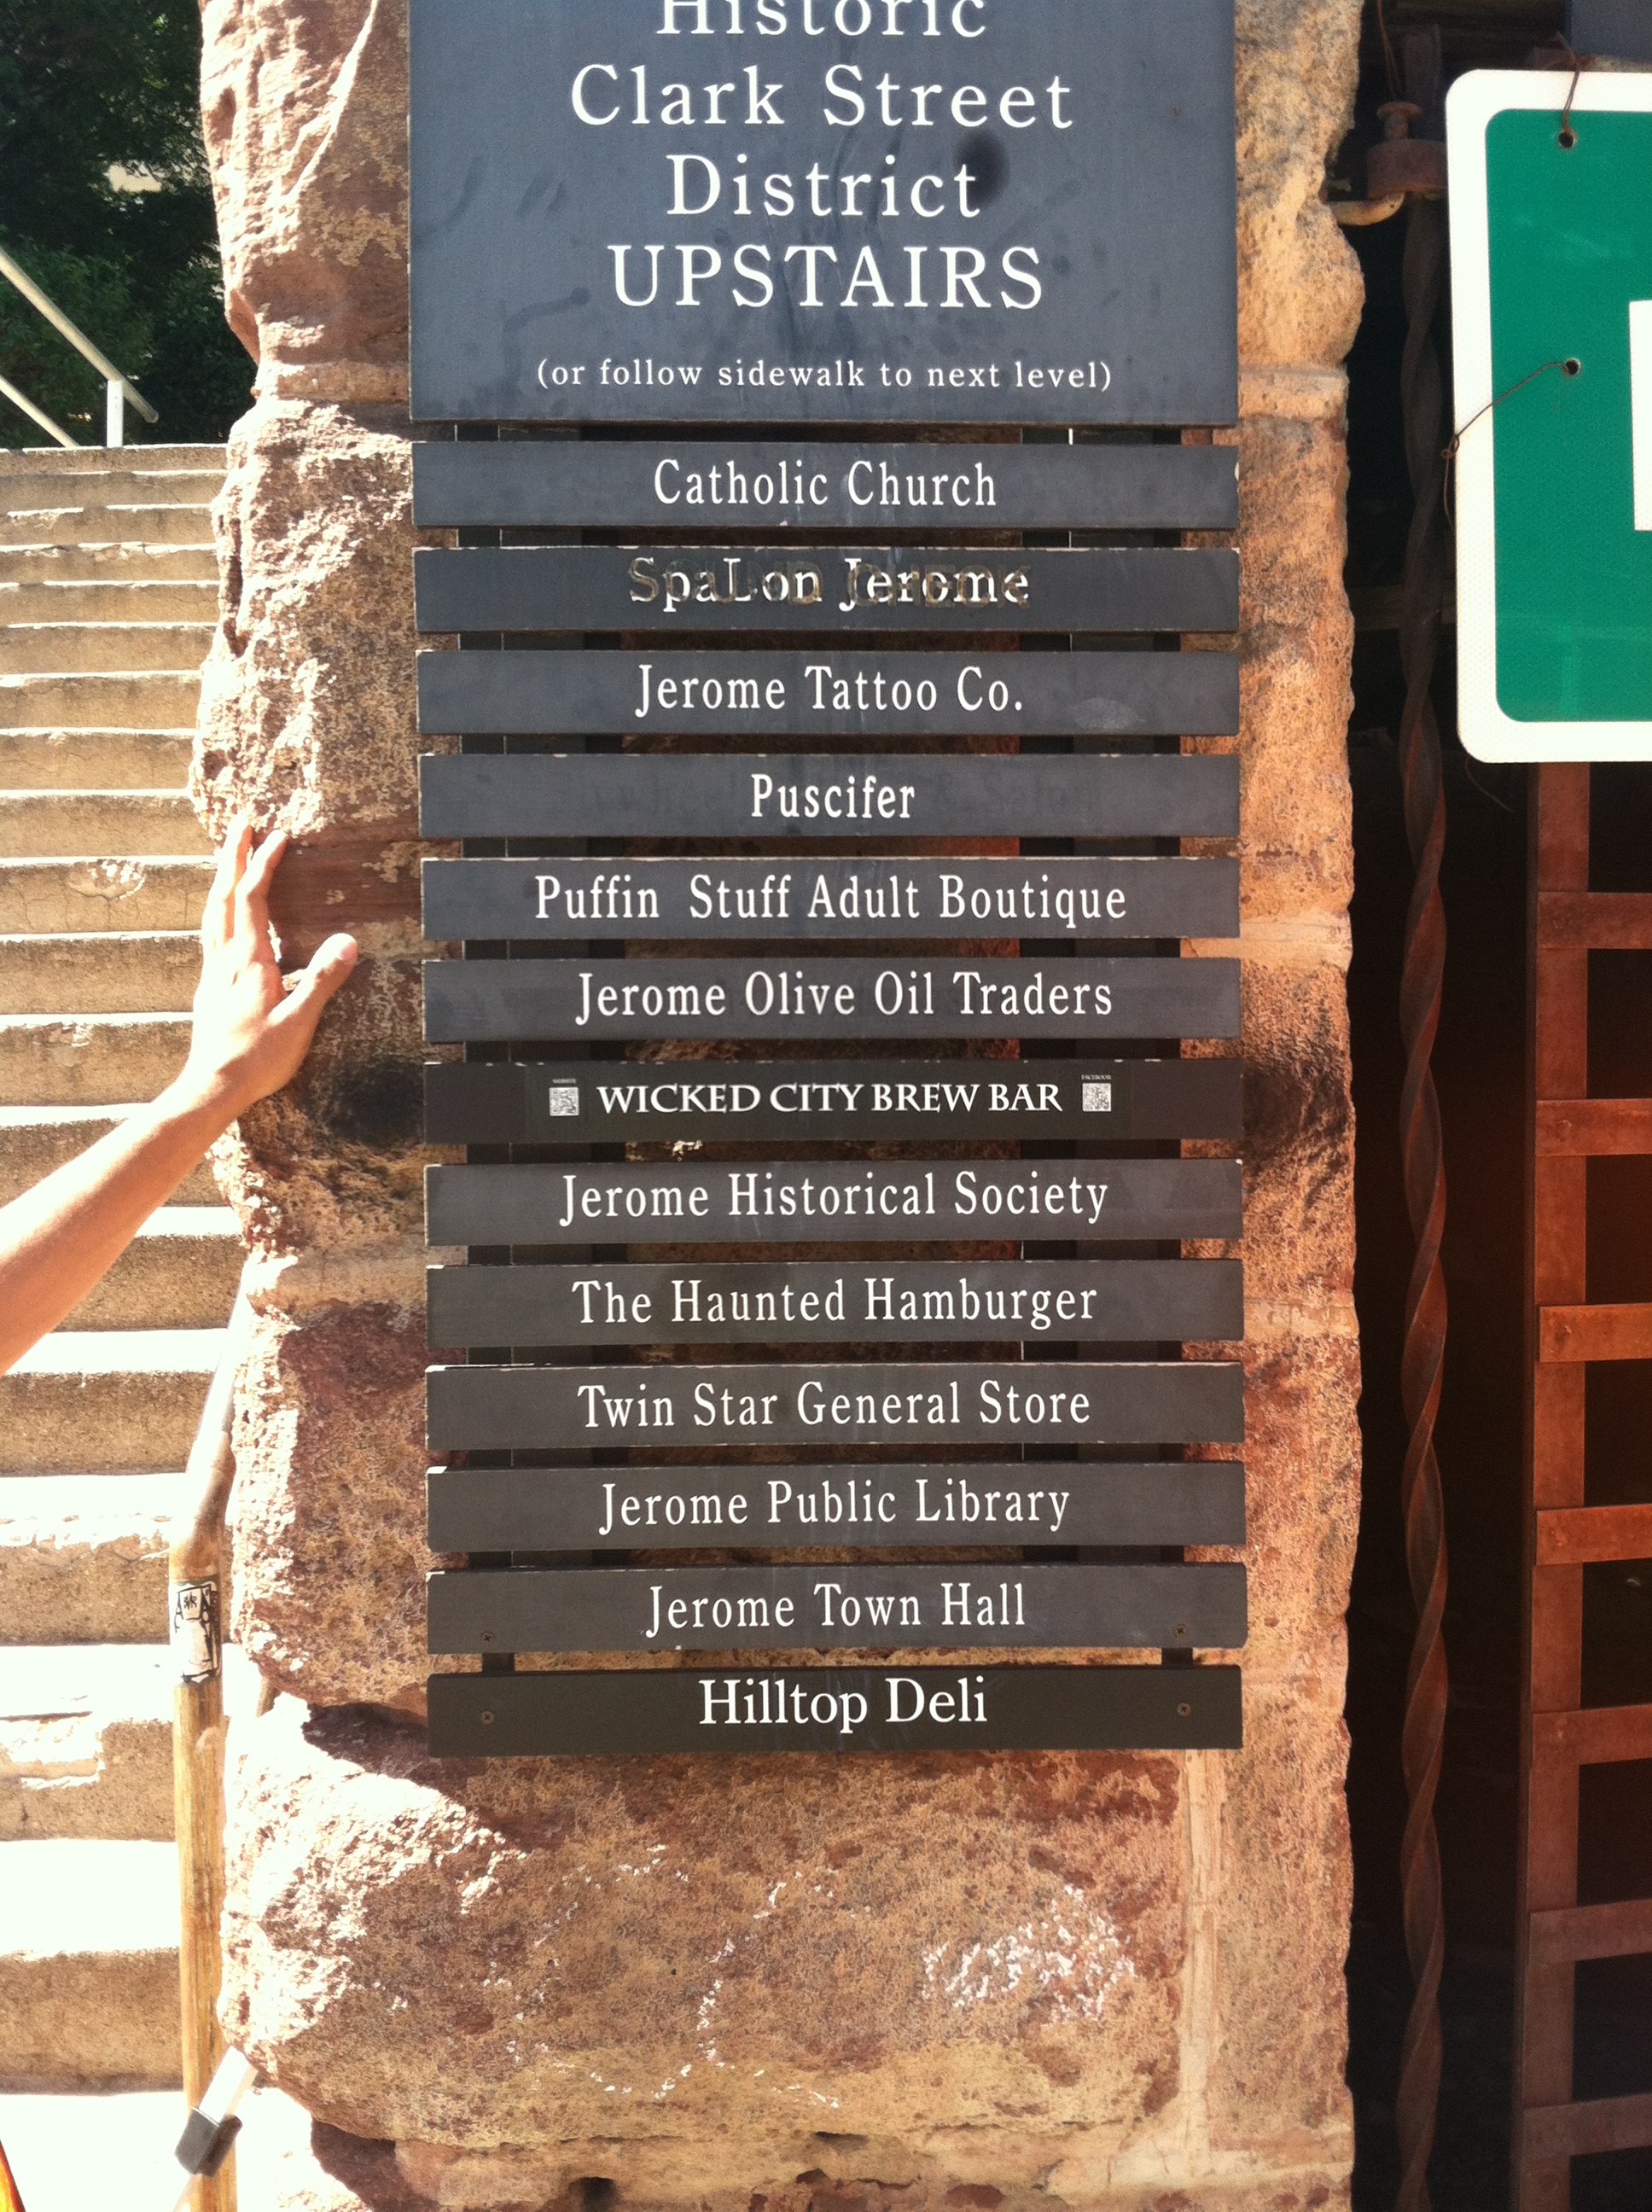 Historic
Clark Street
District
UPSTAIRS
(or follow sidewalk to next level)
Catholic Church
SpaLon Jerome
Jerome Tattoo Co.
Puscifer
Puffin Stuff Adult Boutique
Jerome Olive Oil Traders
WICKED CITY BREW BAR
Jerome Historical Society
The Haunted Hamburger
Twin Star General Store
Jerome Public Library
Jerome Town Hall
Hilltop Deli